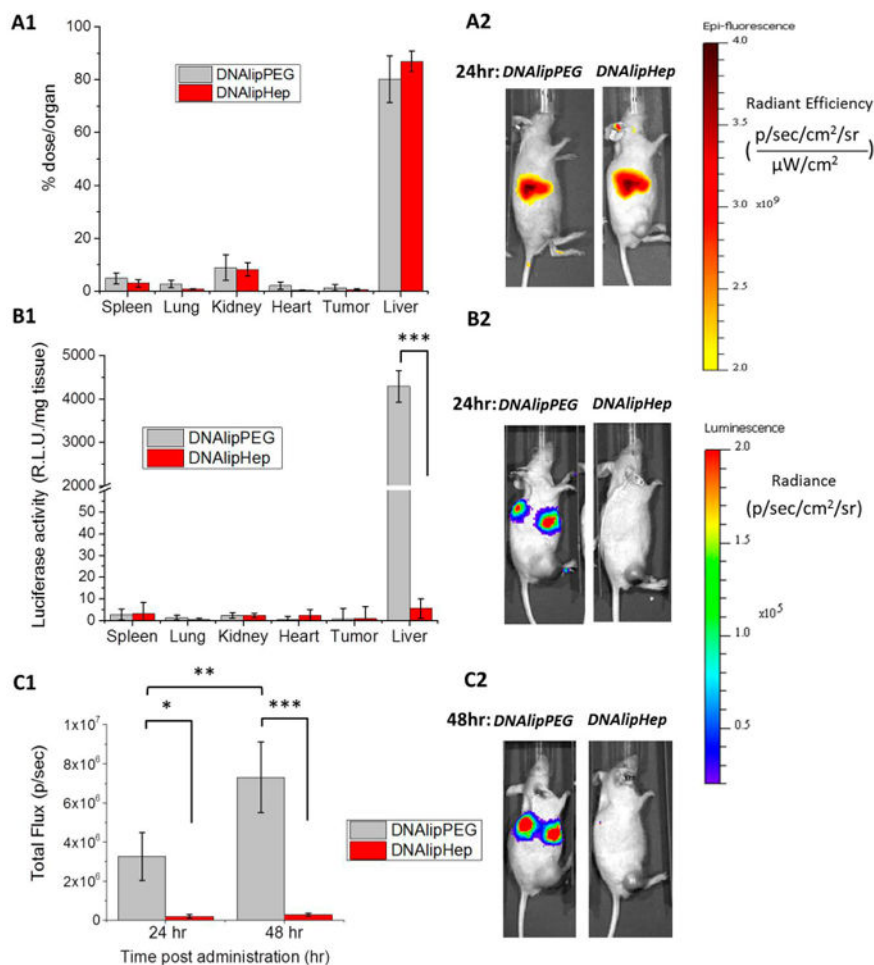 A1
% dose/organ
100
80
60
40
20
0
DNAlipPEG
DNAlipHep
Spleen Lung Kidney Heart Tumor Liver
A2
24hr: DNAlipPEG DNAlipHep
Epi-fluorescence
4.0
3.5
3.0
x10⁹
2.5
2.0
Radiant Efficiency
( p/sec/cm²/sr )
µW/cm²
B1
Luciferase activity (R.L.U./mg tissue)
5000
4000
3000
2000
50
40
30
20
10
0
***
DNAlipPEG
DNAlipHep
Spleen Lung Kidney Heart Tumor Liver
B2
24hr: DNAlipPEG DNAlipHep
Luminescence
2.0
1.5
x10⁵
1.0
0.5
Radiance
(p/sec/cm²/sr)
C1
Total Flux (p/sec)
1x10⁷
8x10⁶
6x10⁶
4x10⁶
2x10⁶
0
**
* ***
DNAlipPEG
DNAlipHep
24 hr 48 hr
Time post administration (hr)
C2
48hr: DNAlipPEG DNAlipHep